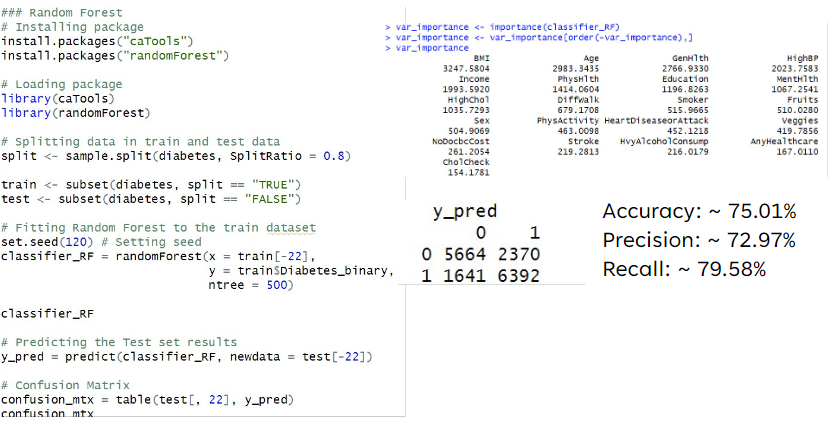 ### Random Forest
# Installing package
install.packages("caTools")
install.packages("randomForest")
# Loading package
library(caTools)
library(randomForest)
# Splitting data in train and test data
split <- sample.split(diabetes, SplitRatio = 0.8)
train <- subset(diabetes, split == "TRUE")
test <- subset(diabetes, split == "FALSE")
# Fitting Random Forest to the train dataset
set.seed(120) # Setting seed
classifier_RF = randomForest(x = train[-22],
y = train$Diabetes_binary,
ntree = 500)
classifier_RF
# Predicting the Test set results
y_pred = predict(classifier_RF, newdata = test[-22])
# Confusion Matrix
confusion_mtx = table(test[, 22], y_pred)
confusion_mtx
> var_importance <- importance(classifier_RF)
> var_importance <- var_importance[order(-var_importance),]
> var_importance
BMI Age GenHlth HighBP
3247.5804 2983.3435 2766.9330 2023.7583
Income PhysHlth Education MentHlth
1993.5920 1414.0604 1196.8263 1067.2541
HighChol DiffWalk Smoker Fruits
1035.7293 679.1708 515.9665 510.0280
Sex PhysActivity HeartDiseaseorAttack Veggies
504.9069 463.0098 452.1218 419.7856
NoDocbcCost Stroke HvyAlcoholConsump AnyHealthcare
261.2054 219.2813 216.0179 167.0110
CholCheck
154.1781
y_pred
0 1
0 5664 2370
1 1641 6392
Accuracy: ~ 75.01%
Precision: ~ 72.97%
Recall: ~ 79.58%